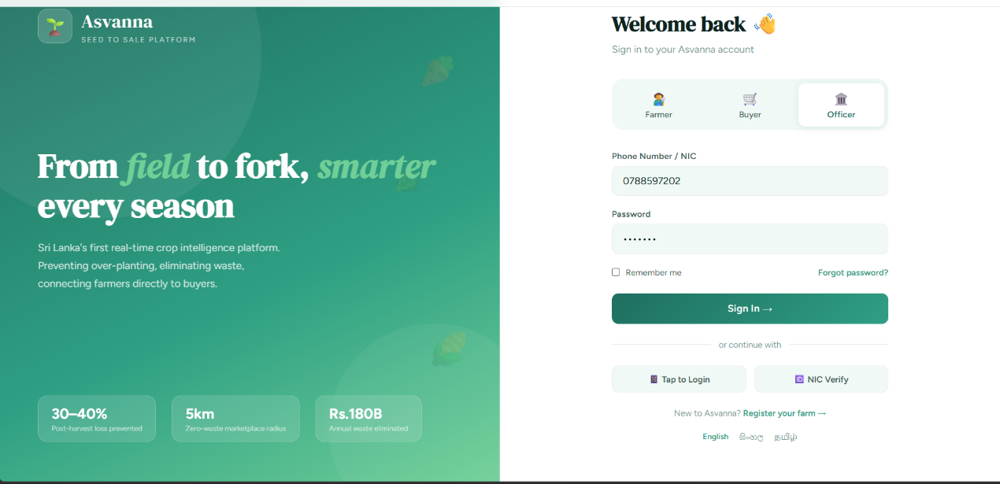 Asvanna
SEED TO SALE PLATFORM
From field to fork, smarter
every season
Sri Lanka's first real-time crop intelligence platform.
Preventing over-planting, eliminating waste,
connecting farmers directly to buyers.
30–40%
Post-harvest loss prevented
5km
Zero-waste marketplace radius
Rs.180B
Annual waste eliminated
Welcome back 👋
Sign in to your Asvanna account
Farmer
Buyer
Officer
Phone Number / NIC
0788597202
Password
•••••••
Remember me
Forgot password?
Sign In →
or continue with
Tap to Login
🆔 NIC Verify
New to Asvanna? Register your farm →
English සිංහල தமிழ்